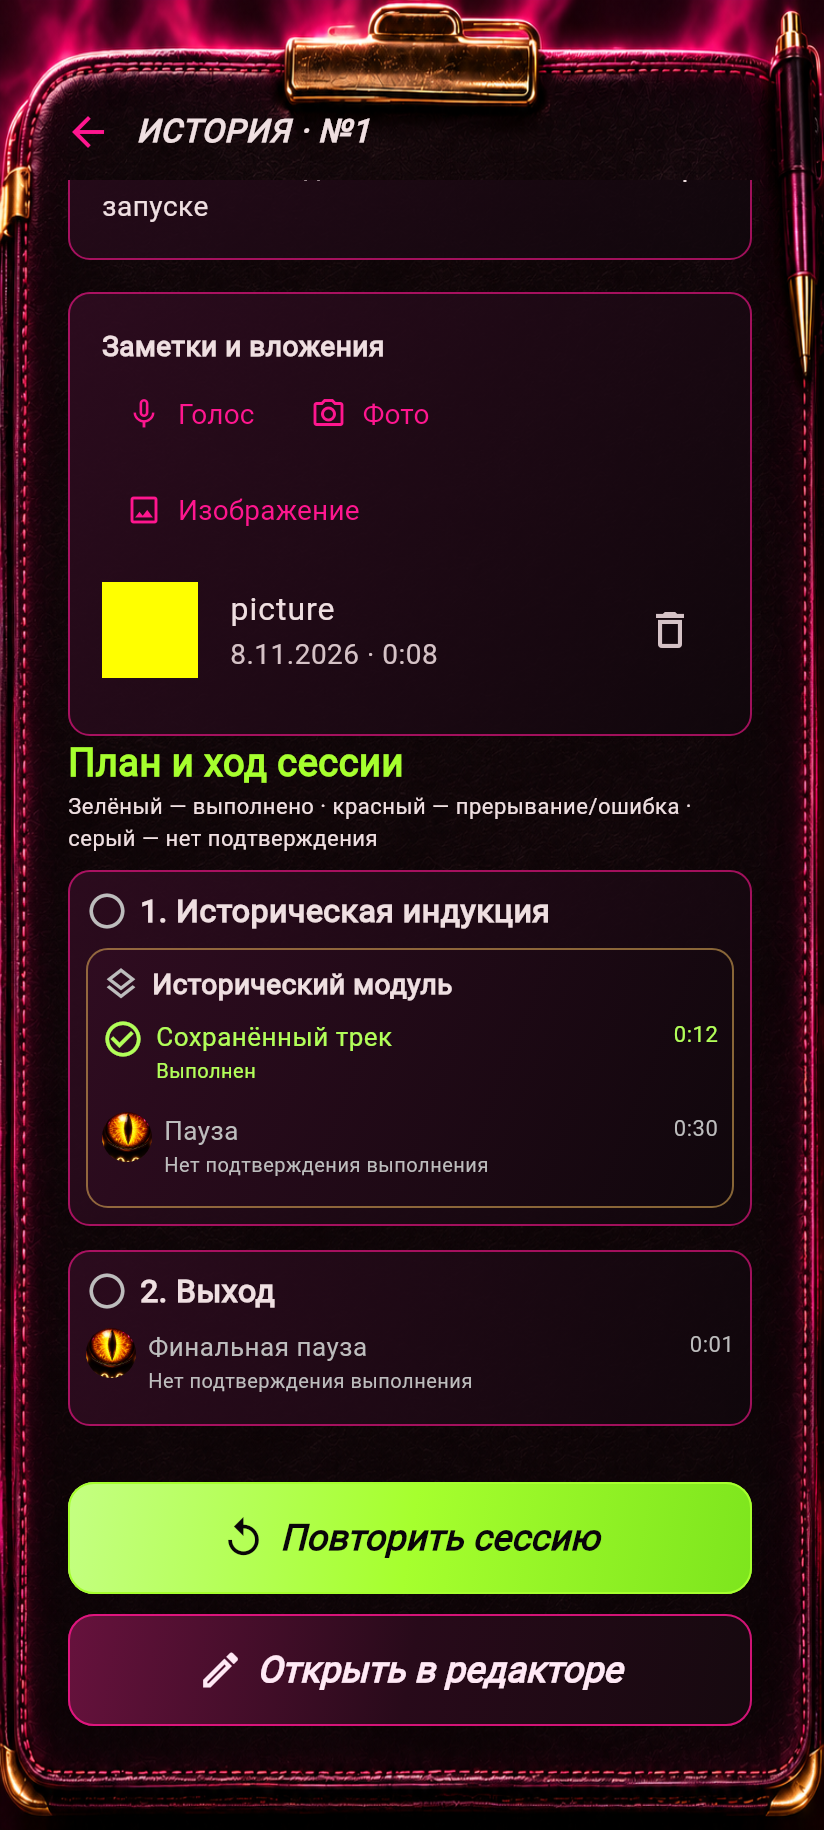 ИСТОРИЯ · №1
запуске
Заметки и вложения
Голос
Фото
Изображение
picture
8.11.2026 · 0:08
План и ход сессии
Зелёный — выполнено · красный — прерывание/ошибка ·
серый — нет подтверждения
1. Историческая индукция
Исторический модуль
Сохранённый трек 0:12
Выполнен
Пауза 0:30
Нет подтверждения выполнения
2. Выход
Финальная пауза 0:01
Нет подтверждения выполнения
Повторить сессию
Открыть в редакторе